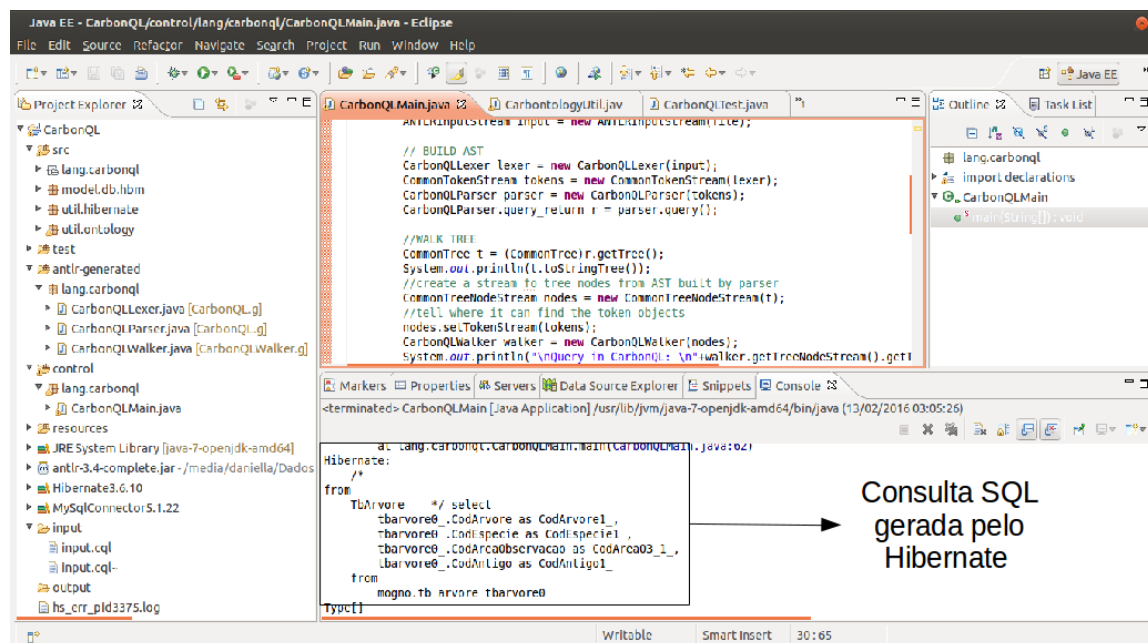 Java EE - CarbonQL/control/lang/carbonql/CarbonQLMain.java - Eclipse
File Edit Source Refactor Navigate Search Project Run Window Help
Java EE
Project Explorer
CarbonQL
src
lang.carbonql
model.db.hbm
util.hibernate
util.ontology
test
antlr-generated
lang.carbonql
CarbonQLLexer.java [CarbonQL.g]
CarbonQLParser.java [CarbonQL.g]
CarbonQLWalker.java [CarbonQLWalker.g]
control
lang.carbonql
CarbonQLMain.java
resources
JRE System Library [java-7-openjdk-amd64]
antlr-3.4-complete.jar - /media/daniella/Dados
Hibernate3.6.10
MySqlConnector5.1.22
input
input.cql
input.cql~
output
hs_err_pid3375.log
CarbonQLMain.java CarbontologyUtil.jav CarbonQLTest.java "1
ANTLRInputStream input = new ANTLRInputStream(file);
// BUILD AST
CarbonQLLexer lexer = new CarbonQLLexer(input);
CommonTokenStream tokens = new CommonTokenStream(lexer);
CarbonQLParser parser = new CarbonQLParser(tokens);
CarbonQLParser.query_return r = parser.query();
//WALK TREE
CommonTree t = (CommonTree)r.getTree();
System.out.println(t.toStringTree());
//create a stream fo tree nodes from AST built by parser
CommonTreeNodeStream nodes = new CommonTreeNodeStream(t);
//tell where it can find the token objects
nodes.setTokenStream(tokens);
CarbonQLWalker walker = new CarbonQLWalker(nodes);
System.out.println("\nQuery in CarbonQL: \n"+walker.getTreeNodeStream().getT
Outline Task List
lang.carbonql
import declarations
CarbonQLMain
main(String[]) : void
Markers Properties Servers Data Source Explorer Snippets Console
<terminated> CarbonQLMain [Java Application] /usr/lib/jvm/java-7-openjdk-amd64/bin/java (13/02/2016 03:05:26)
at lang.carbonql.CarbonQLMain.main(CarbonQLMain.java:62)
Hibernate:
/*
from
TbArvore */ select
tbarvore0_.CodArvore as CodArvore1_,
tbarvore0_.CodEspecie as CodEspecie1_,
tbarvore0_.CodAreaObservacao as CodAreaO3_1_,
tbarvore0_.CodAntigo as CodAntigo1_
from
mogno.tb_arvore tbarvore0_
Type[]
Consulta SQL
gerada pelo
Hibernate
Writable Smart Insert 30 : 65